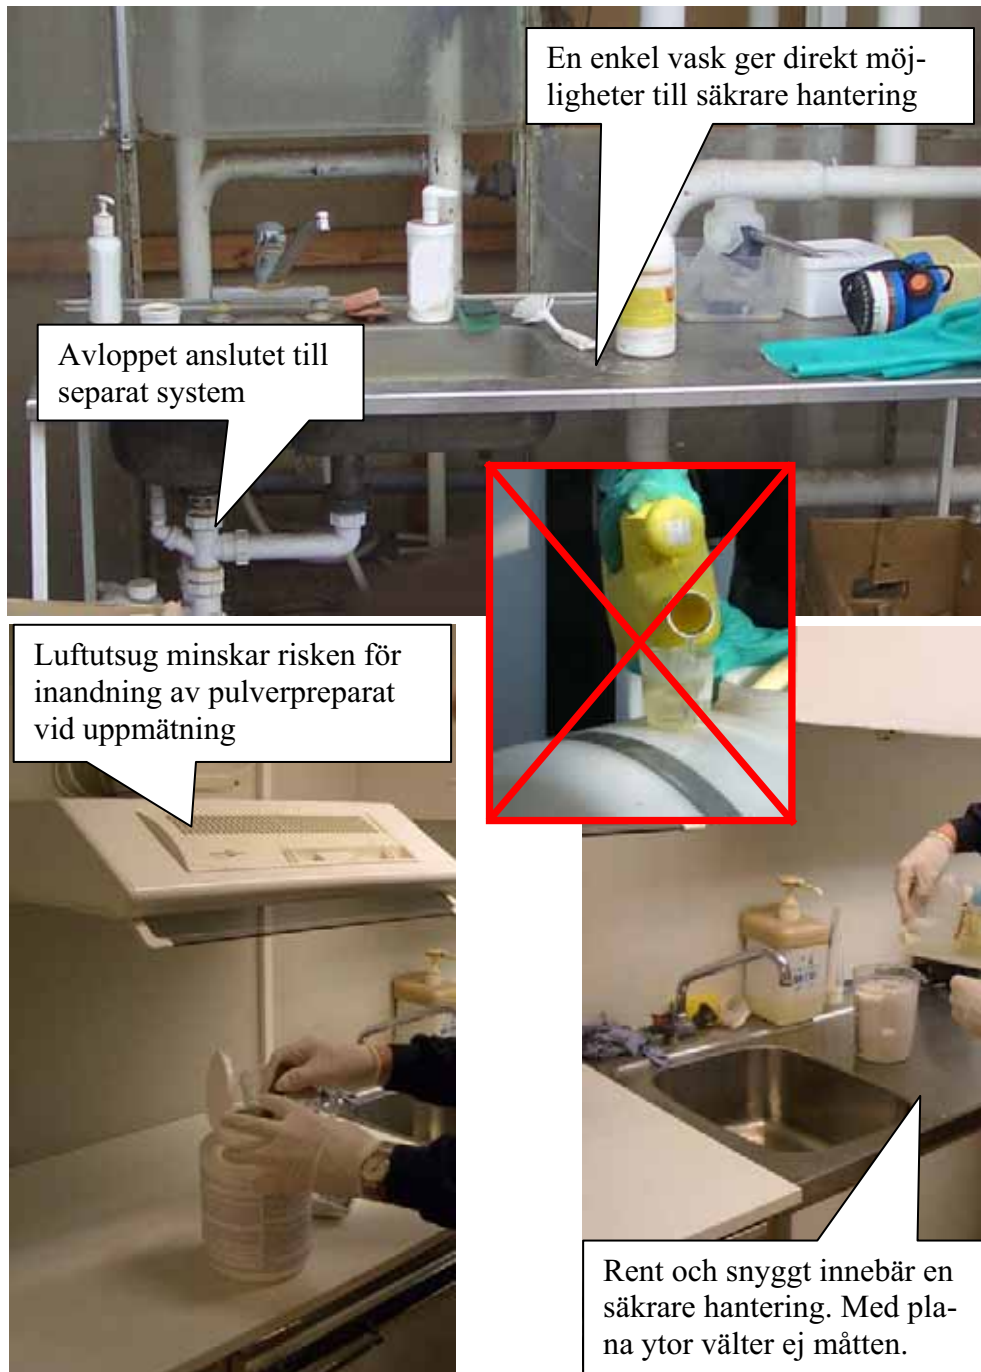 En enkel vask ger direkt möj-
ligheter till säkrare hantering
Avloppet anslutet till
separat system
Luftutsug minskar risken för
inandning av pulverpreparat
vid uppmätning
Rent och snyggt innebär en
säkrare hantering. Med pla-
na ytor välter ej måtten.